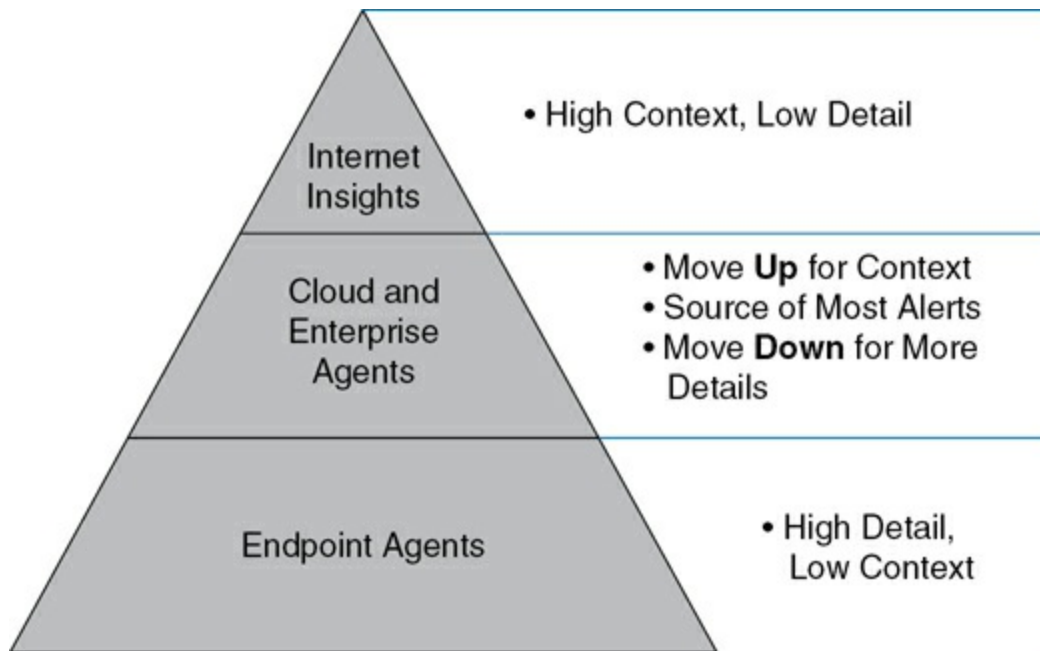 Internet
Insights
• High Context, Low Detail
Cloud and
Enterprise
Agents
• Move Up for Context
• Source of Most Alerts
• Move Down for More
Details
Endpoint Agents
• High Detail,
Low Context